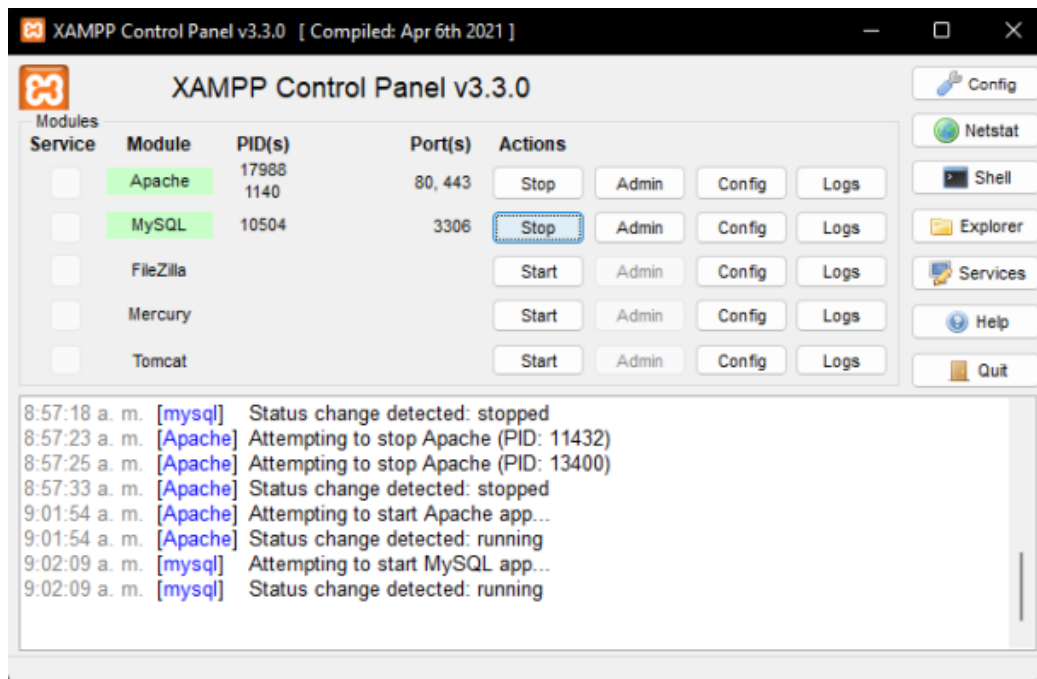 XAMPP Control Panel v3.3.0 [ Compiled: Apr 6th 2021 ]
XAMPP Control Panel v3.3.0
Config
Modules
Netstat
Service Module PID(s) Port(s) Actions
Apache 17988 1140 80, 443 Stop Admin Config Logs
Shell
MySQL 10504 3306 Stop Admin Config Logs
Explorer
FileZilla Start Admin Config Logs
Services
Mercury Start Admin Config Logs
Help
Tomcat Start Admin Config Logs
Quit
8:57:18 a. m. [mysql] Status change detected: stopped
8:57:23 a. m. [Apache] Attempting to stop Apache (PID: 11432)
8:57:25 a. m. [Apache] Attempting to stop Apache (PID: 13400)
8:57:33 a. m. [Apache] Status change detected: stopped
9:01:54 a. m. [Apache] Attempting to start Apache app...
9:01:54 a. m. [Apache] Status change detected: running
9:02:09 a. m. [mysql] Attempting to start MySQL app...
9:02:09 a. m. [mysql] Status change detected: running